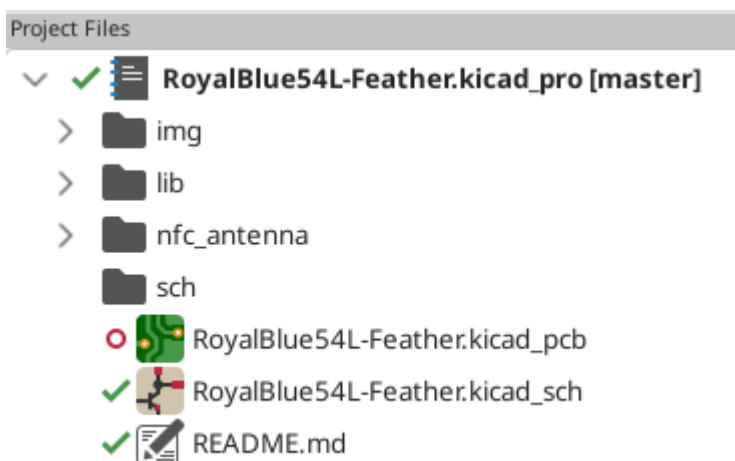 Project Files
RoyalBlue54L-Feather.kicad_pro [master]
img
lib
nfc_antenna
sch
RoyalBlue54L-Feather.kicad_pcb
RoyalBlue54L-Feather.kicad_sch
README.md